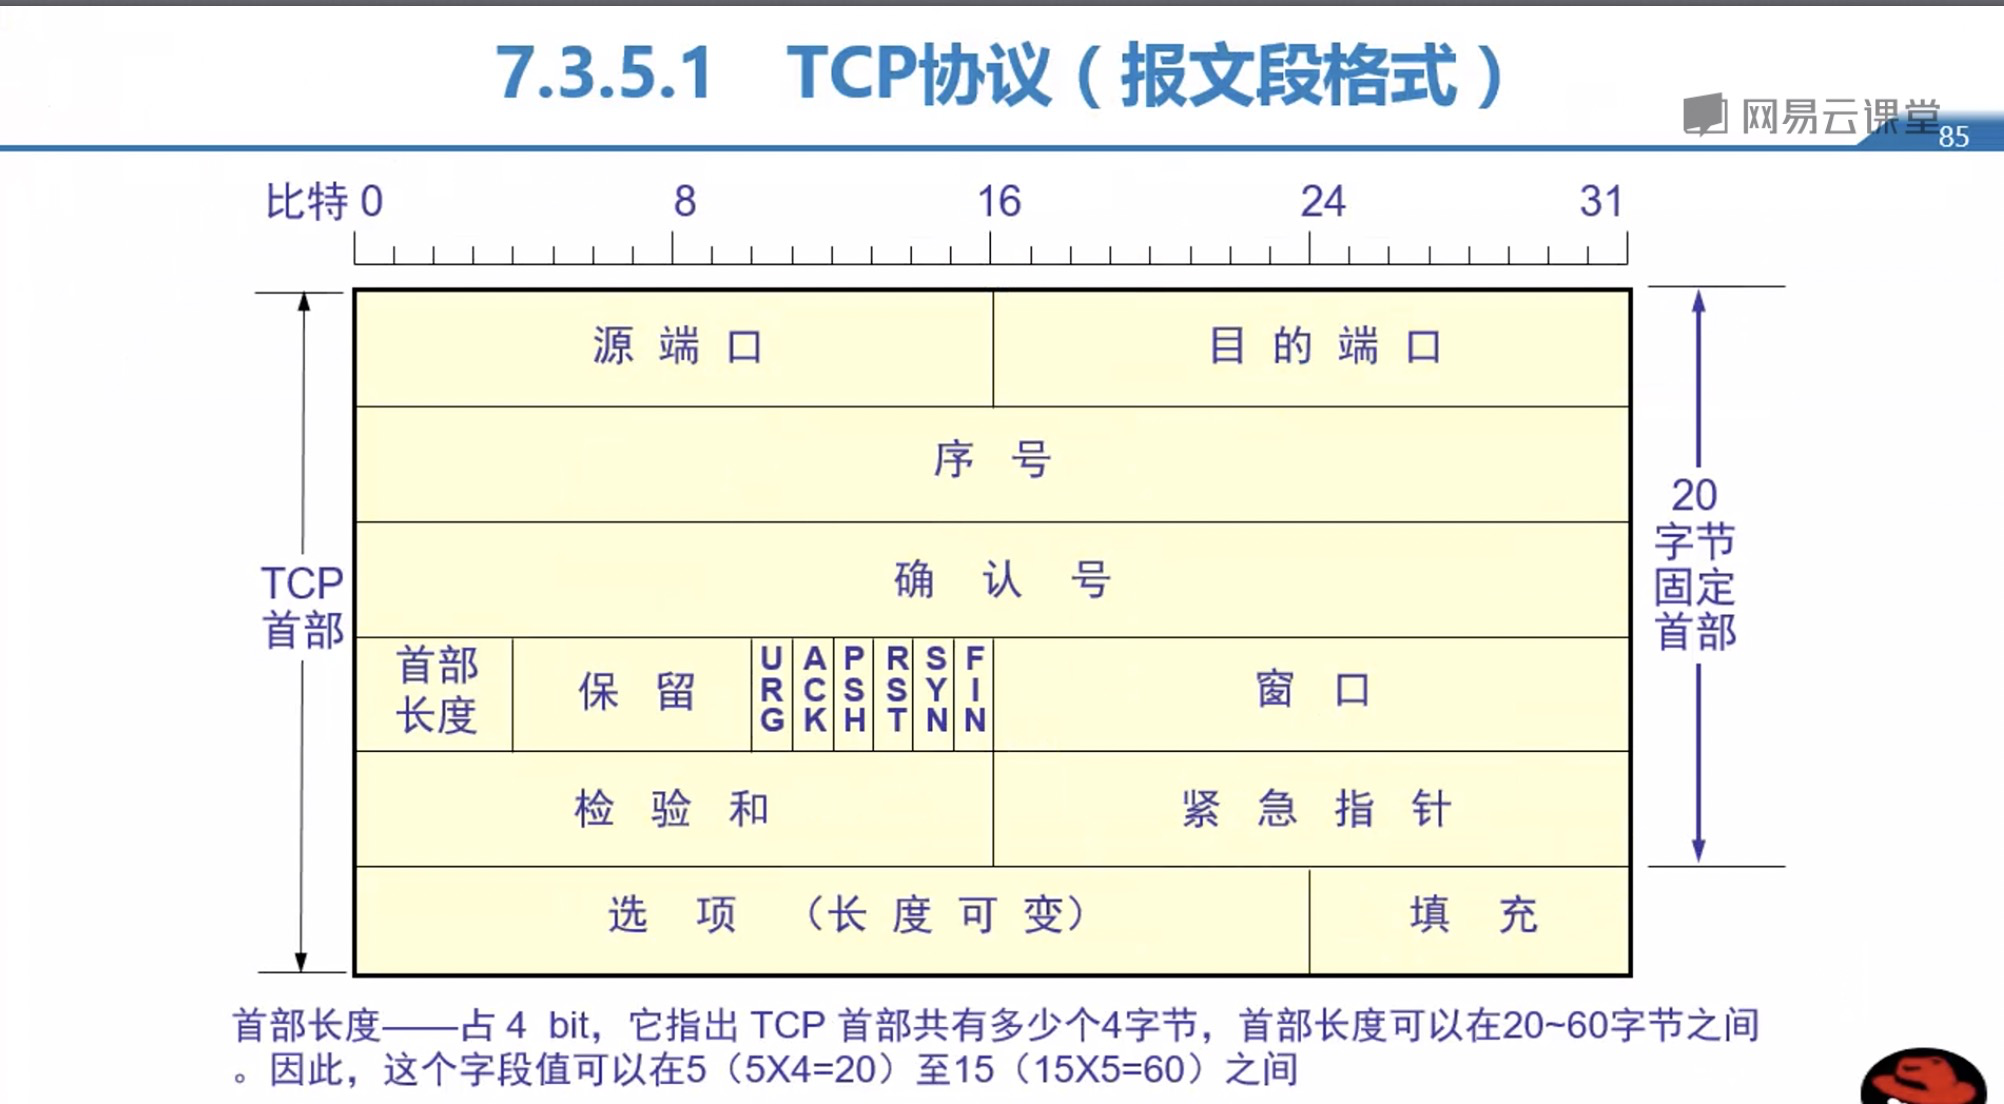 7.3.5.1 TCP协议（报文段格式）
网易云课堂
85
比特 0 8 16 24 31
源端口 目的端口
序号
确认号
TCP
首部
20
字节
固定
首部
首部
长度
保留
URG
ACK
PSH
RST
SYN
FIN
窗口
检验和 紧急指针
选项（长度可变） 填充
首部长度——占 4 bit，它指出 TCP 首部共有多少个4字节，首部长度可以在20~60字节之间
。因此，这个字段值可以在5（5X4=20）至15（15X5=60）之间